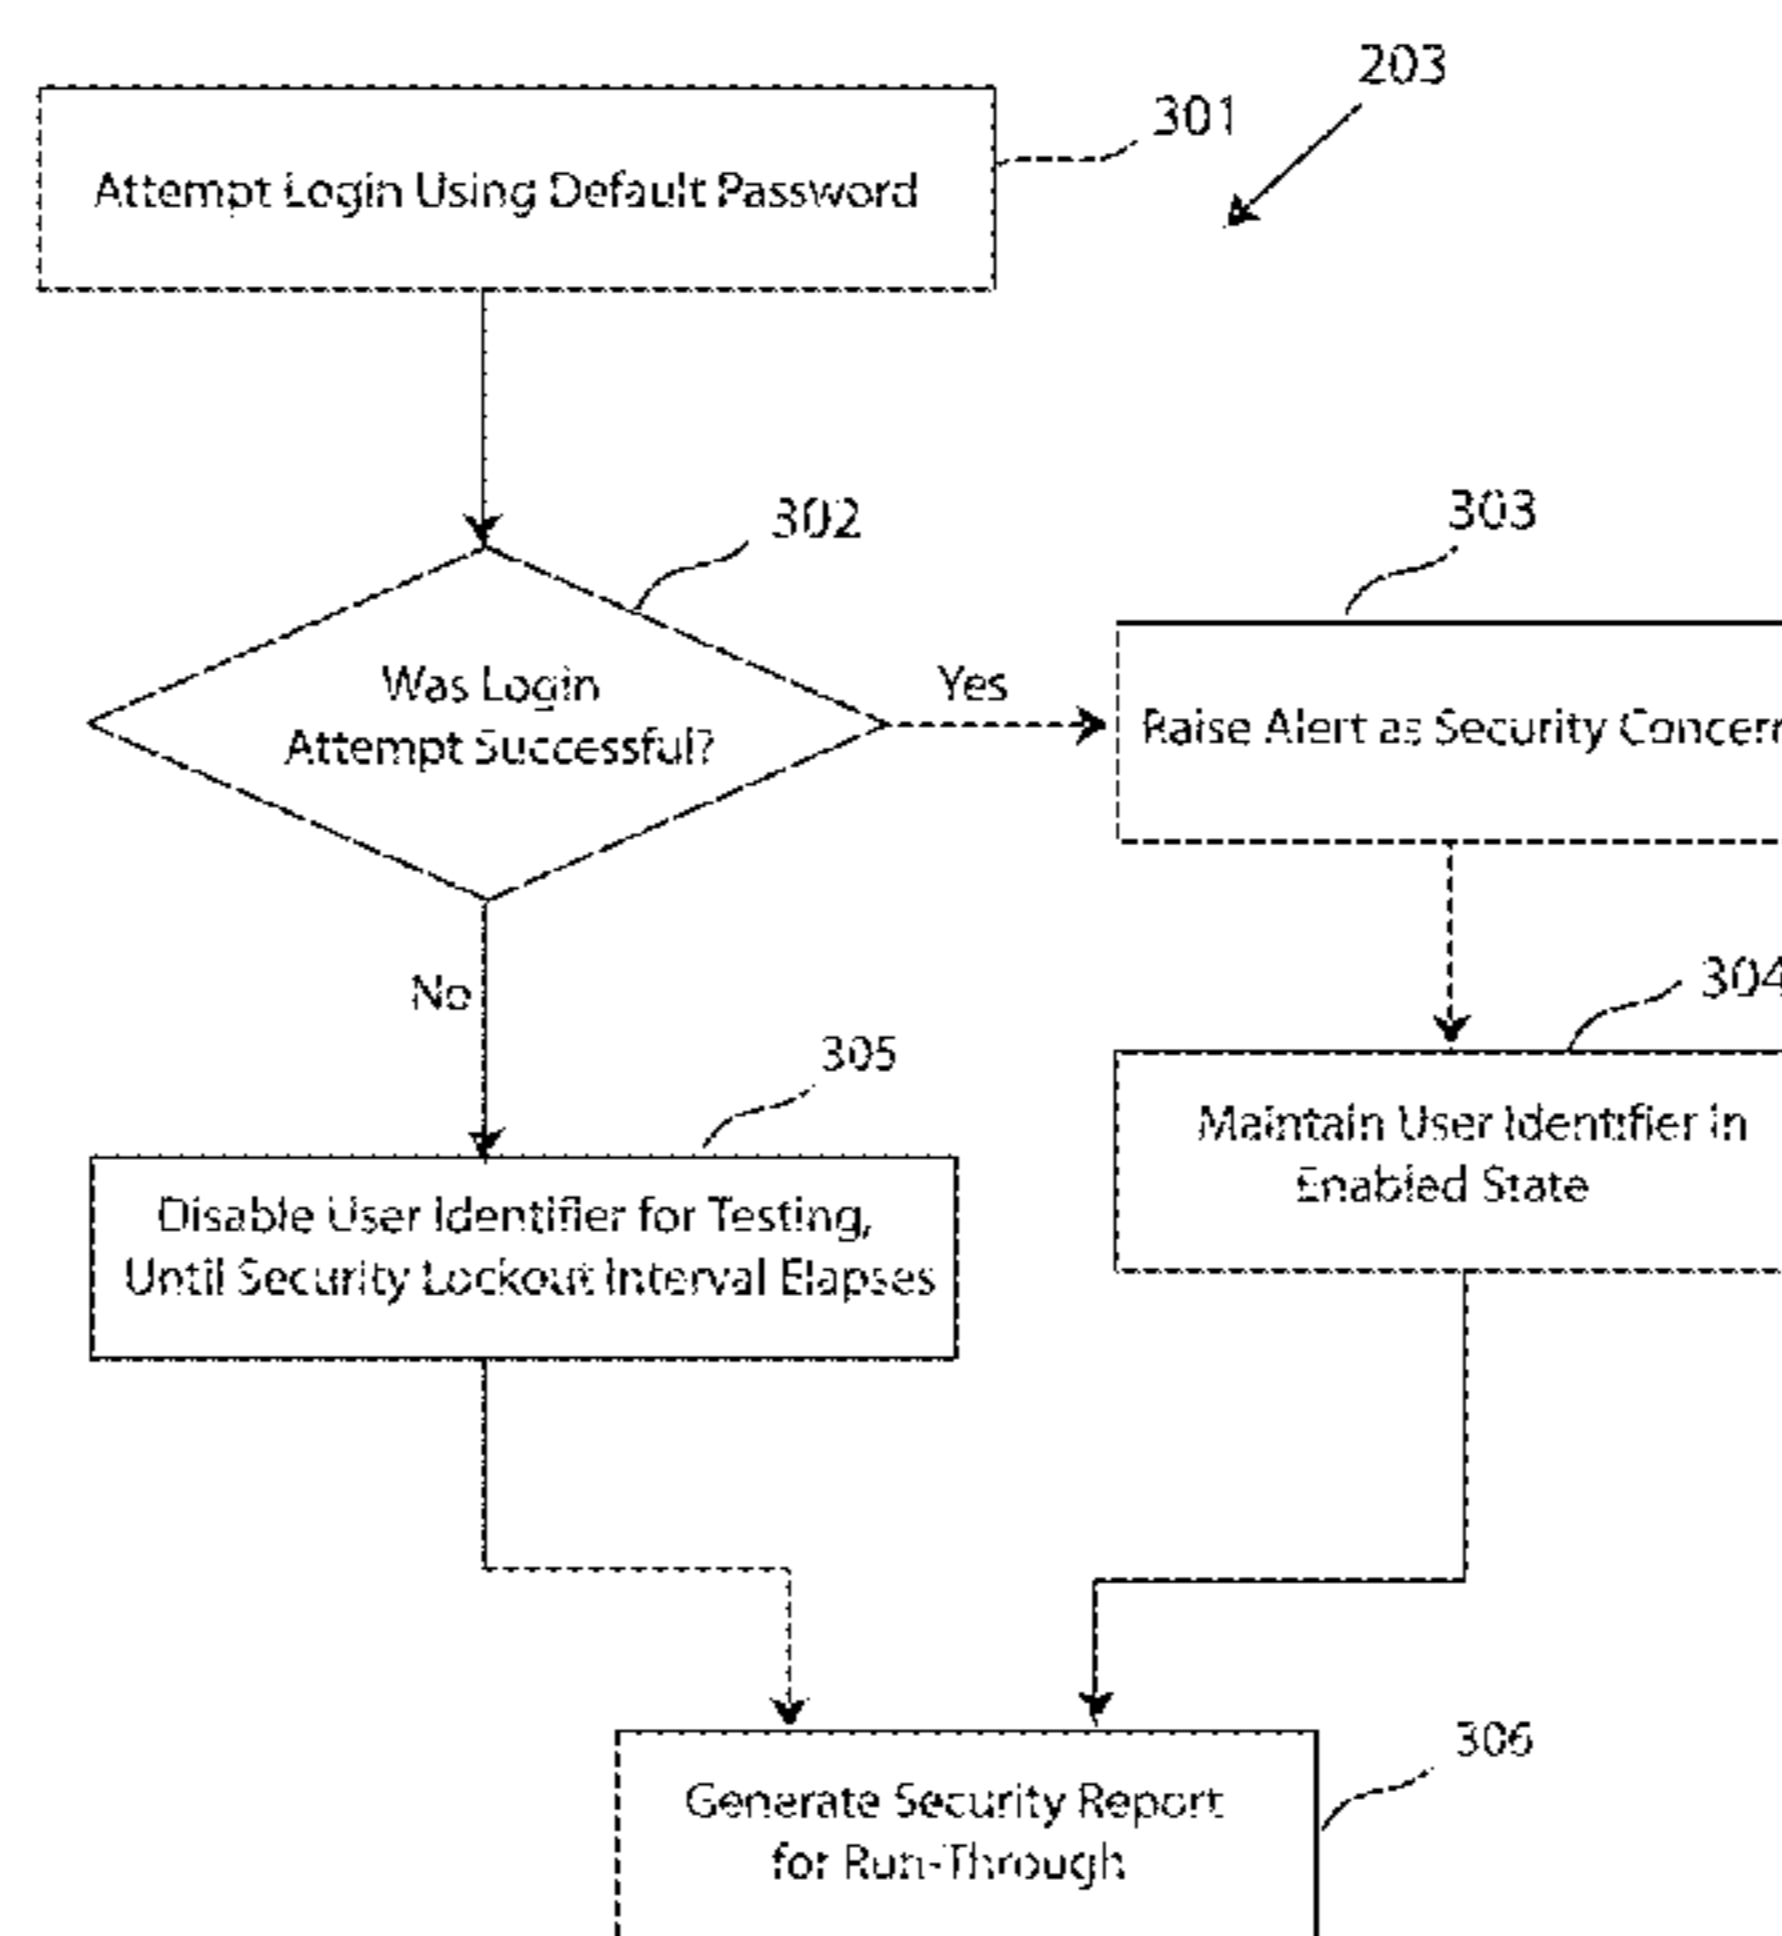 203
301
Attempt Login Using Default Password
302
303
Was Login
Attempt Successful?
Yes
Raise Alert as Security Concern
No
304
305
Maintain User Identifier in
Enabled State
Disable User Identifier for Testing,
Until Security Lockout Interval Elapses
306
Generate Security Report
for Run-Through